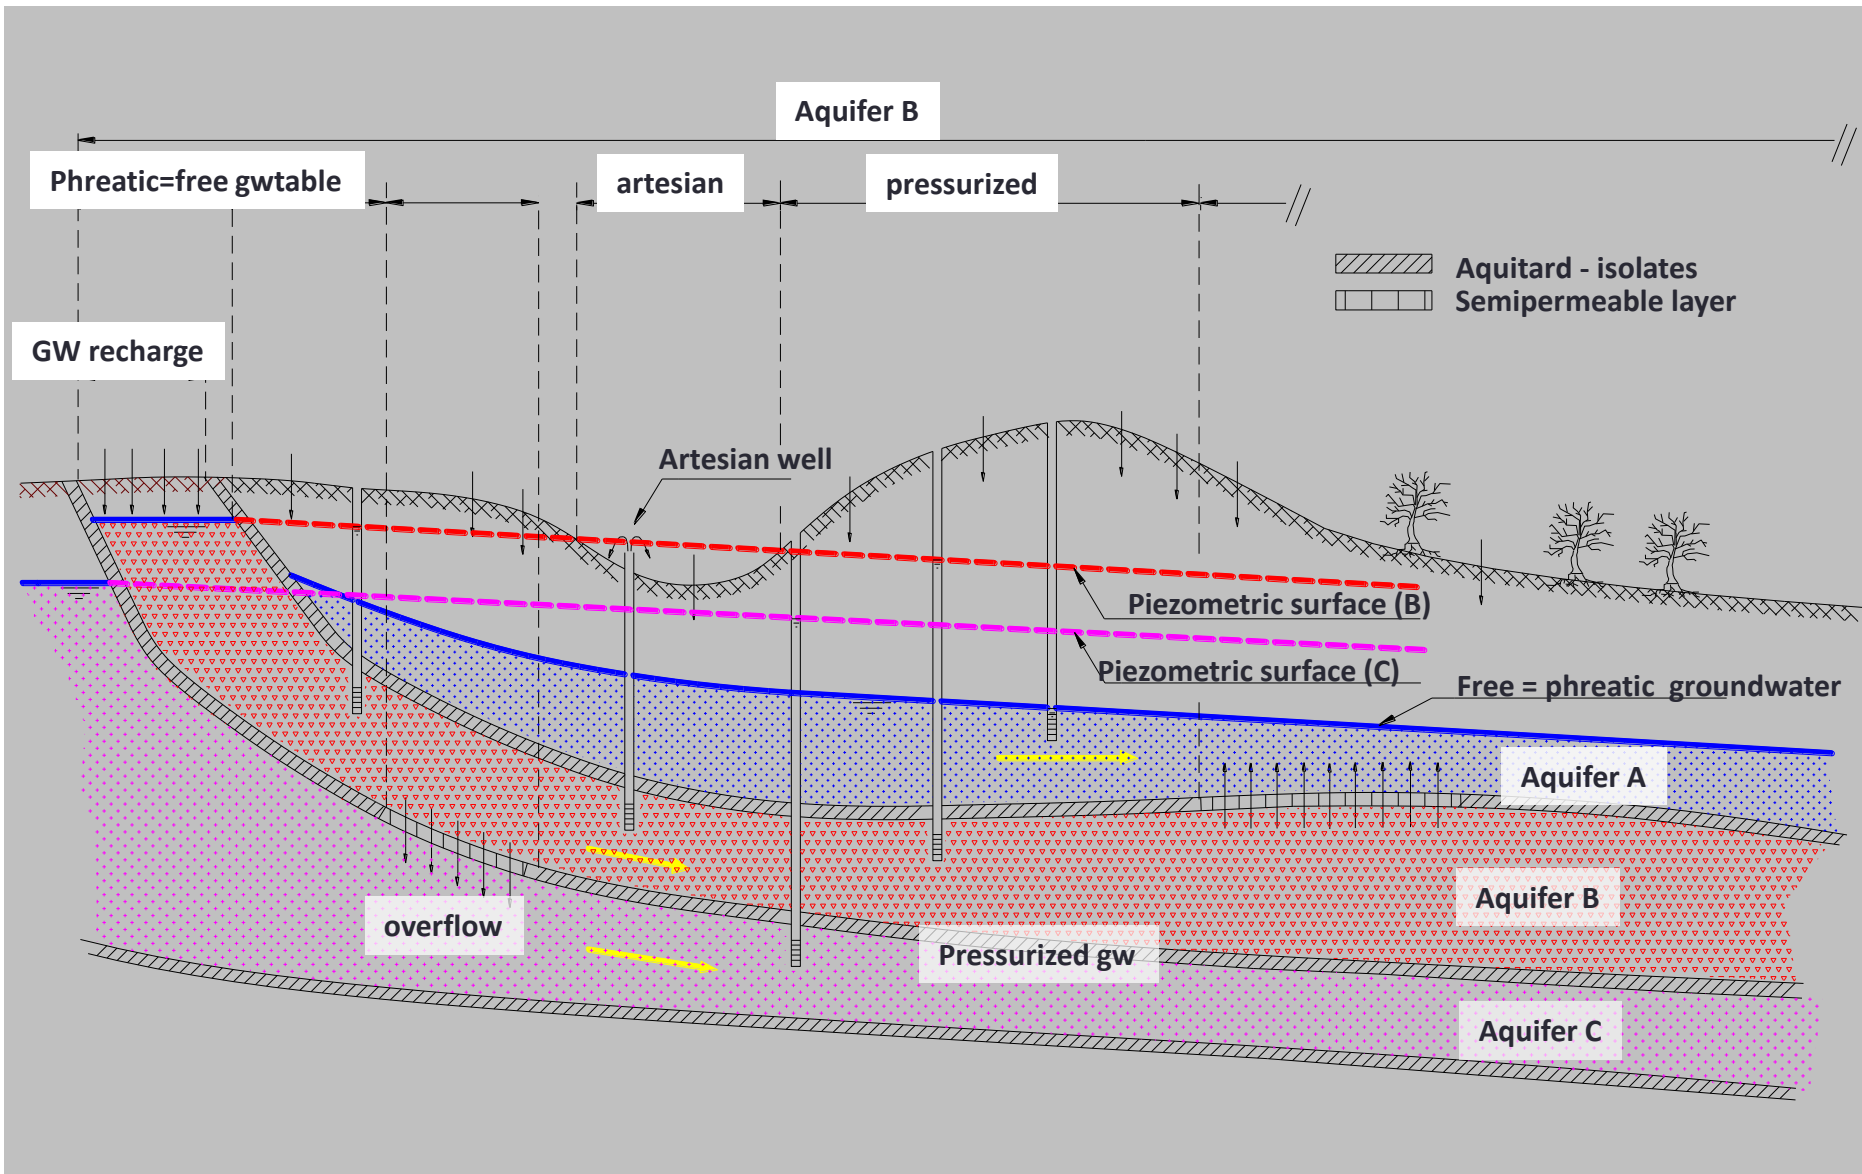 Aquifer B
Phreatic=free gwtable
artesian
pressurized
Aquitard - isolates
Semipermeable layer
GW recharge
Artesian well
Piezometric surface (B)
Piezometric surface (C)
Free = phreatic groundwater
Aquifer A
Aquifer B
overflow
Pressurized gw
Aquifer C